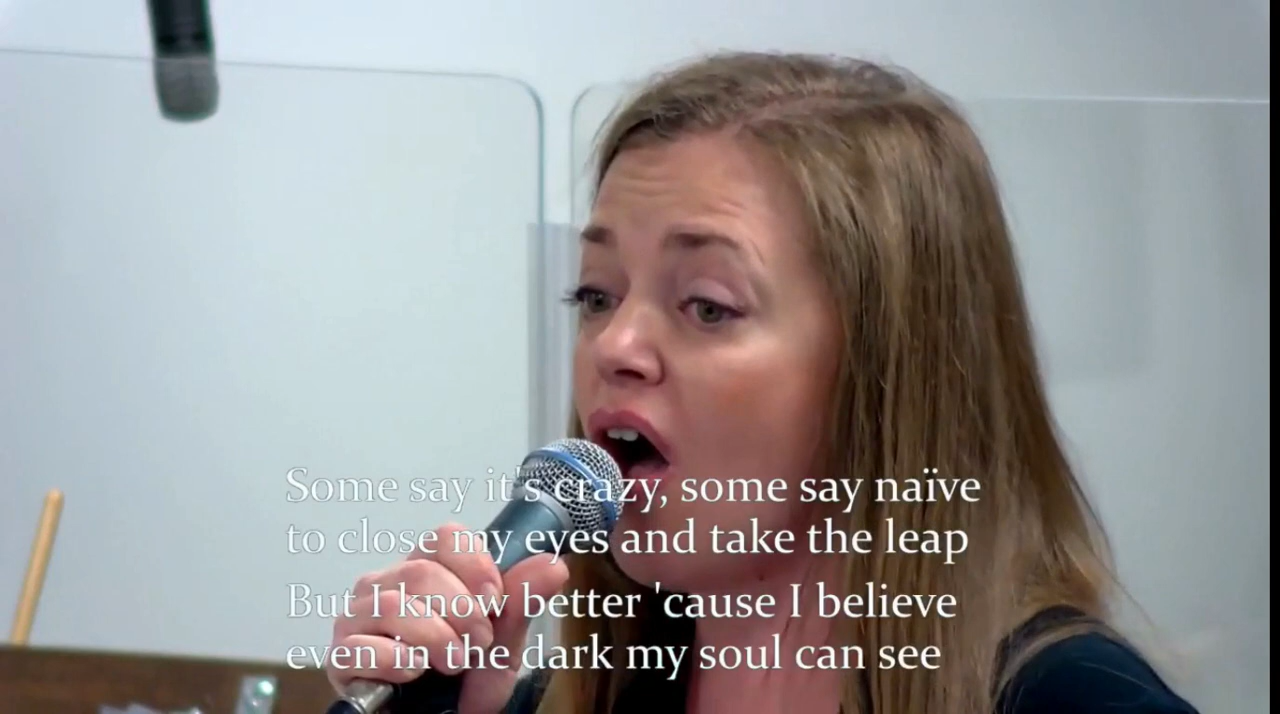 Some say it's crazy, some say naïve
to close my eyes and take the leap
But I know better 'cause I believe
even in the dark my soul can see